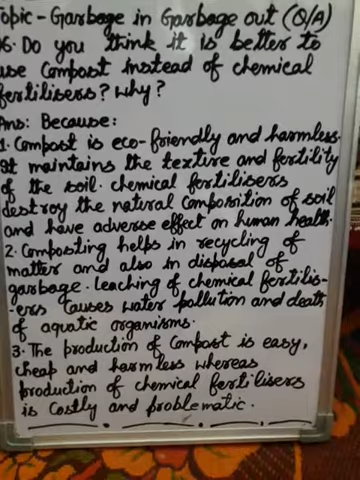 Topic - Garbage in Garbage out (Q/A)
Q6. Do you think it is better to
use Compost instead of chemical
fertilisers? why?
Ans: Because:
1. Compost is eco-friendly and harmless.
It maintains the textire and fertility
of the soil. chemical fertilisers
destroy the natural Composition of soil
and have adverse effect on human health.
2. Composting helps in recycling of
matter and also in disposal of
garbage. leaching of chemical fertilis-
-ers Causes water pollution and death
of aquatic organisms.
3. The production of Compost is easy,
cheap and harmless whereas
production of chemical fertilisers
is Costly and problematic.